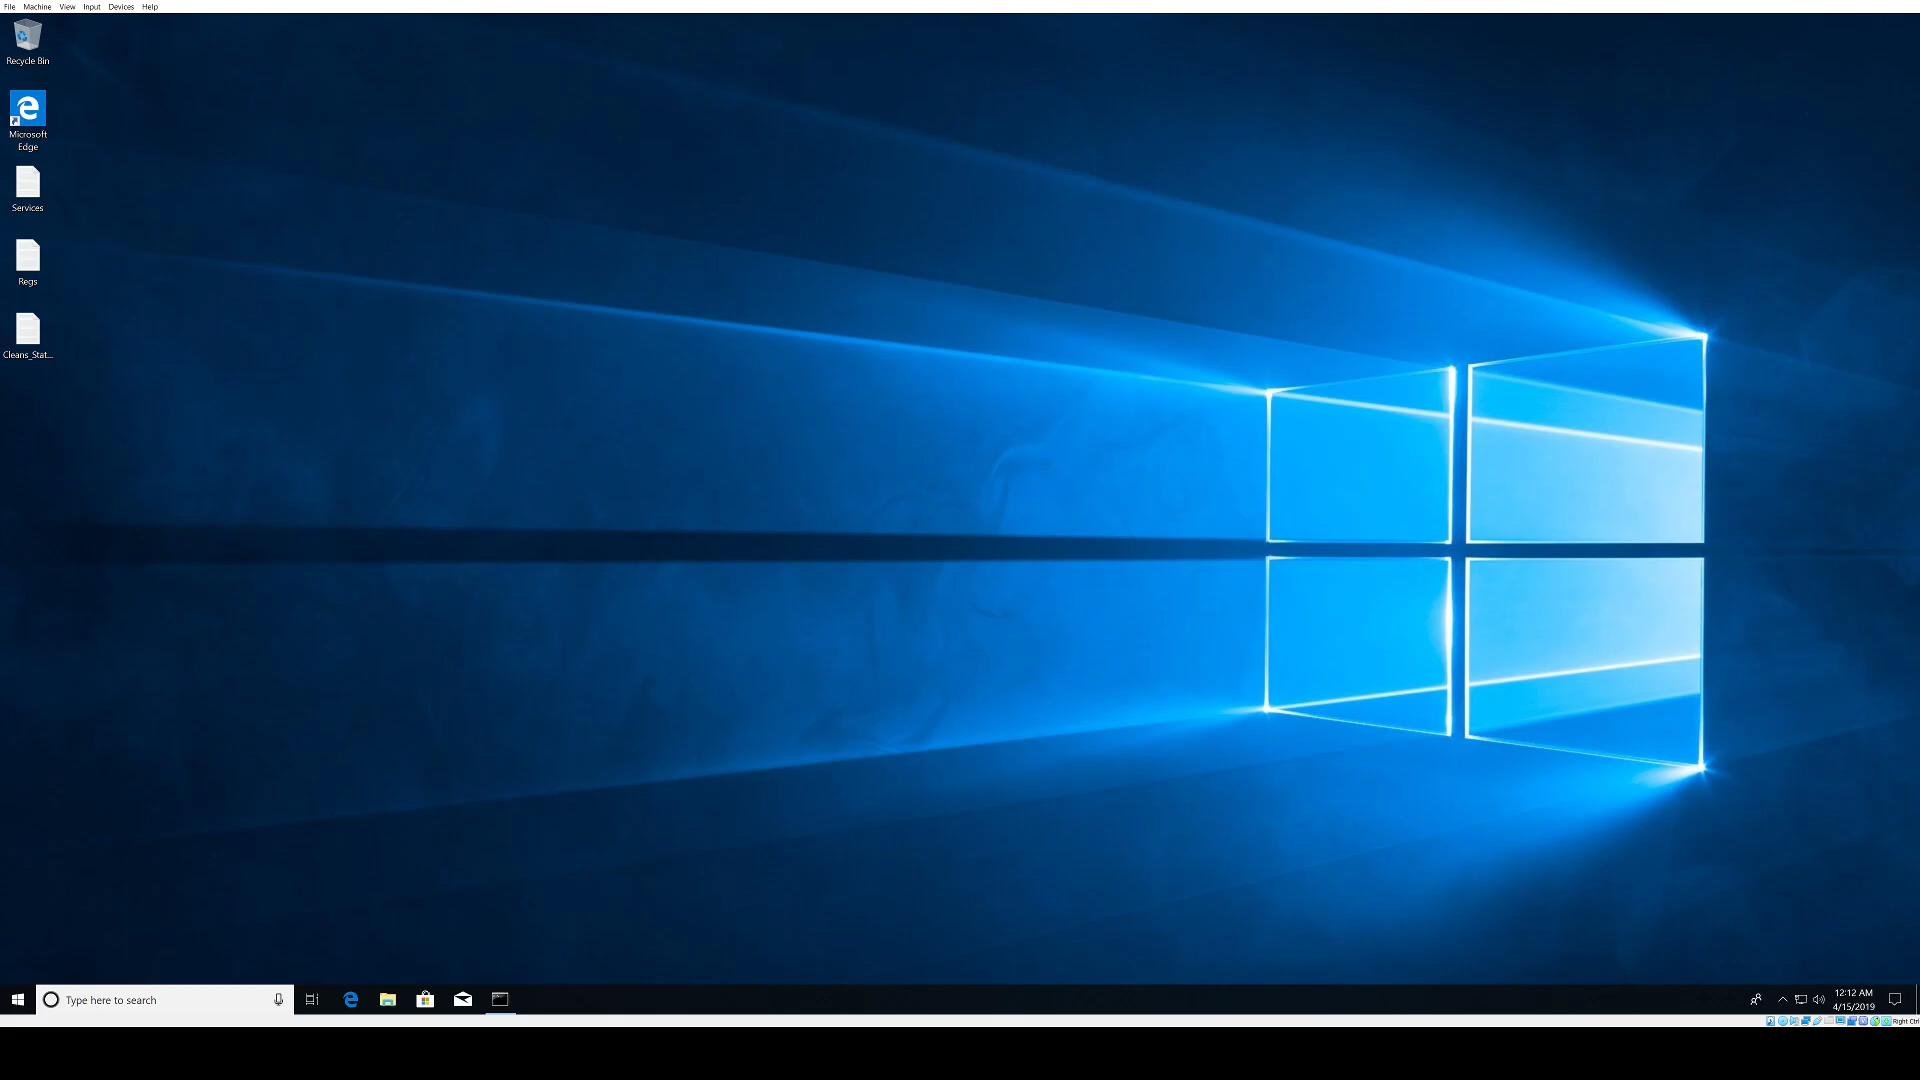 File Machine View Input Devices Help
Recycle Bin
Microsoft
Edge
Services
Regs
Cleans_Stat...
Type here to search
12:12 AM
4/15/2019
Right Ctrl